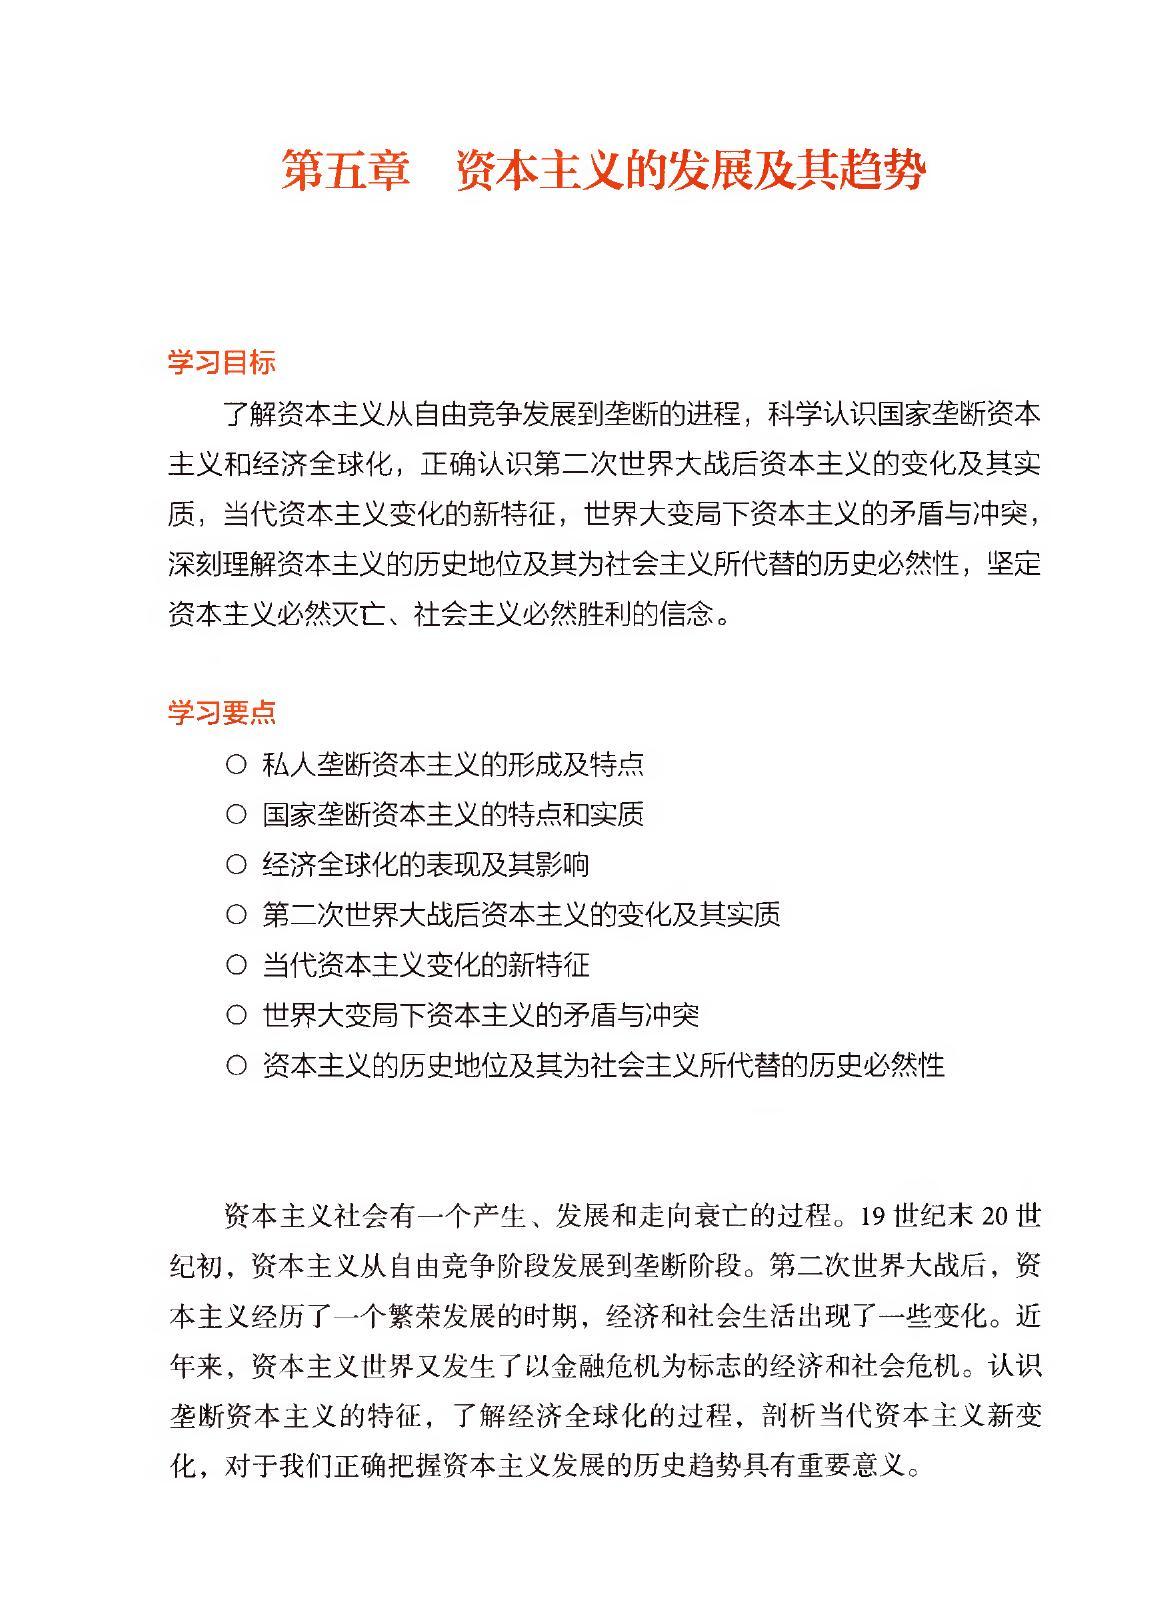 第五章 资本主义的发展及其趋势
学习目标
了解资本主义从自由竞争发展到垄断的进程，科学认识国家垄断资本
主义和经济全球化，正确认识第二次世界大战后资本主义的变化及其实
质，当代资本主义变化的新特征，世界大变局下资本主义的矛盾与冲突，
深刻理解资本主义的历史地位及其为社会主义所代替的历史必然性，坚定
资本主义必然灭亡、社会主义必然胜利的信念。
学习要点
○ 私人垄断资本主义的形成及特点
○ 国家垄断资本主义的特点和实质
○ 经济全球化的表现及其影响
○ 第二次世界大战后资本主义的变化及其实质
○ 当代资本主义变化的新特征
○ 世界大变局下资本主义的矛盾与冲突
○ 资本主义的历史地位及其为社会主义所代替的历史必然性
资本主义社会有一个产生、发展和走向衰亡的过程。19 世纪末 20 世
纪初，资本主义从自由竞争阶段发展到垄断阶段。第二次世界大战后，资
本主义经历了一个繁荣发展的时期，经济和社会生活出现了一些变化。近
年来，资本主义世界又发生了以金融危机为标志的经济和社会危机。认识
垄断资本主义的特征，了解经济全球化的过程，剖析当代资本主义新变
化，对于我们正确把握资本主义发展的历史趋势具有重要意义。